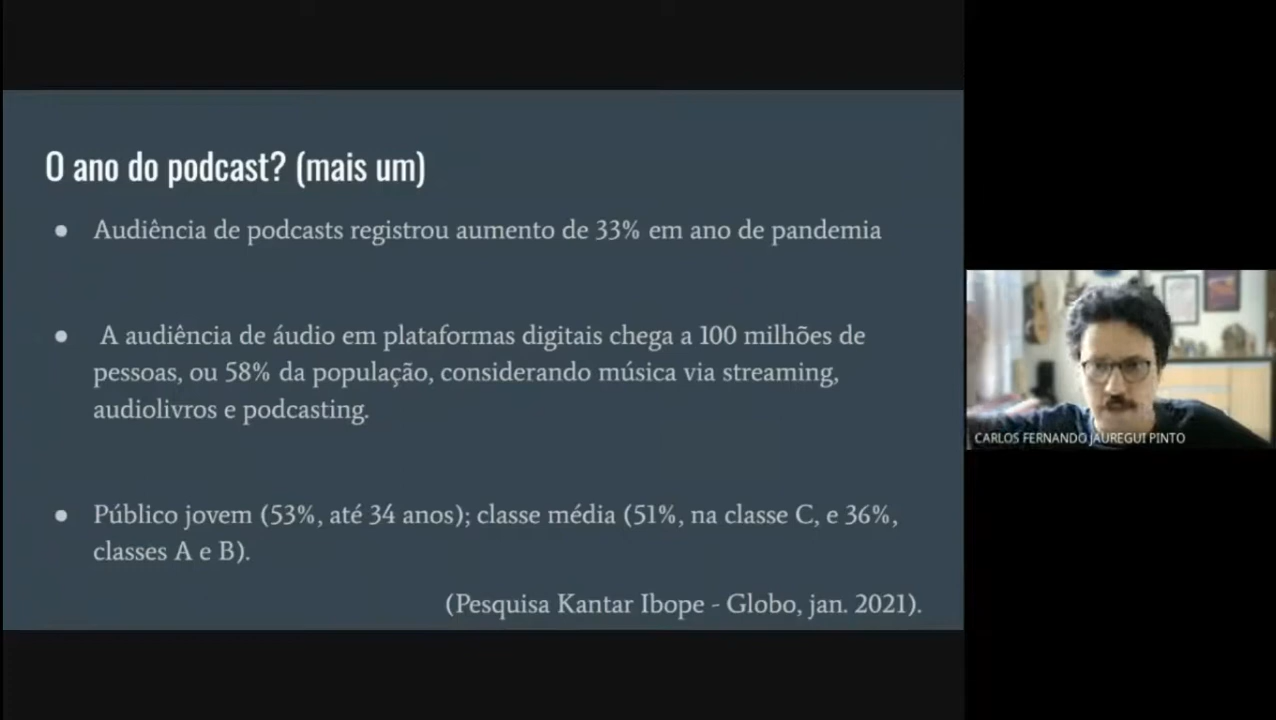 O ano do podcast? (mais um)
● Audiência de podcasts registrou aumento de 33% em ano de pandemia
● A audiência de áudio em plataformas digitais chega a 100 milhões de
pessoas, ou 58% da população, considerando música via streaming,
audiolivros e podcasting.
● Público jovem (53%, até 34 anos); classe média (51%, na classe C, e 36%,
classes A e B).
(Pesquisa Kantar Ibope - Globo, jan. 2021).
CARLOS FERNANDO JAUREGUI PINTO